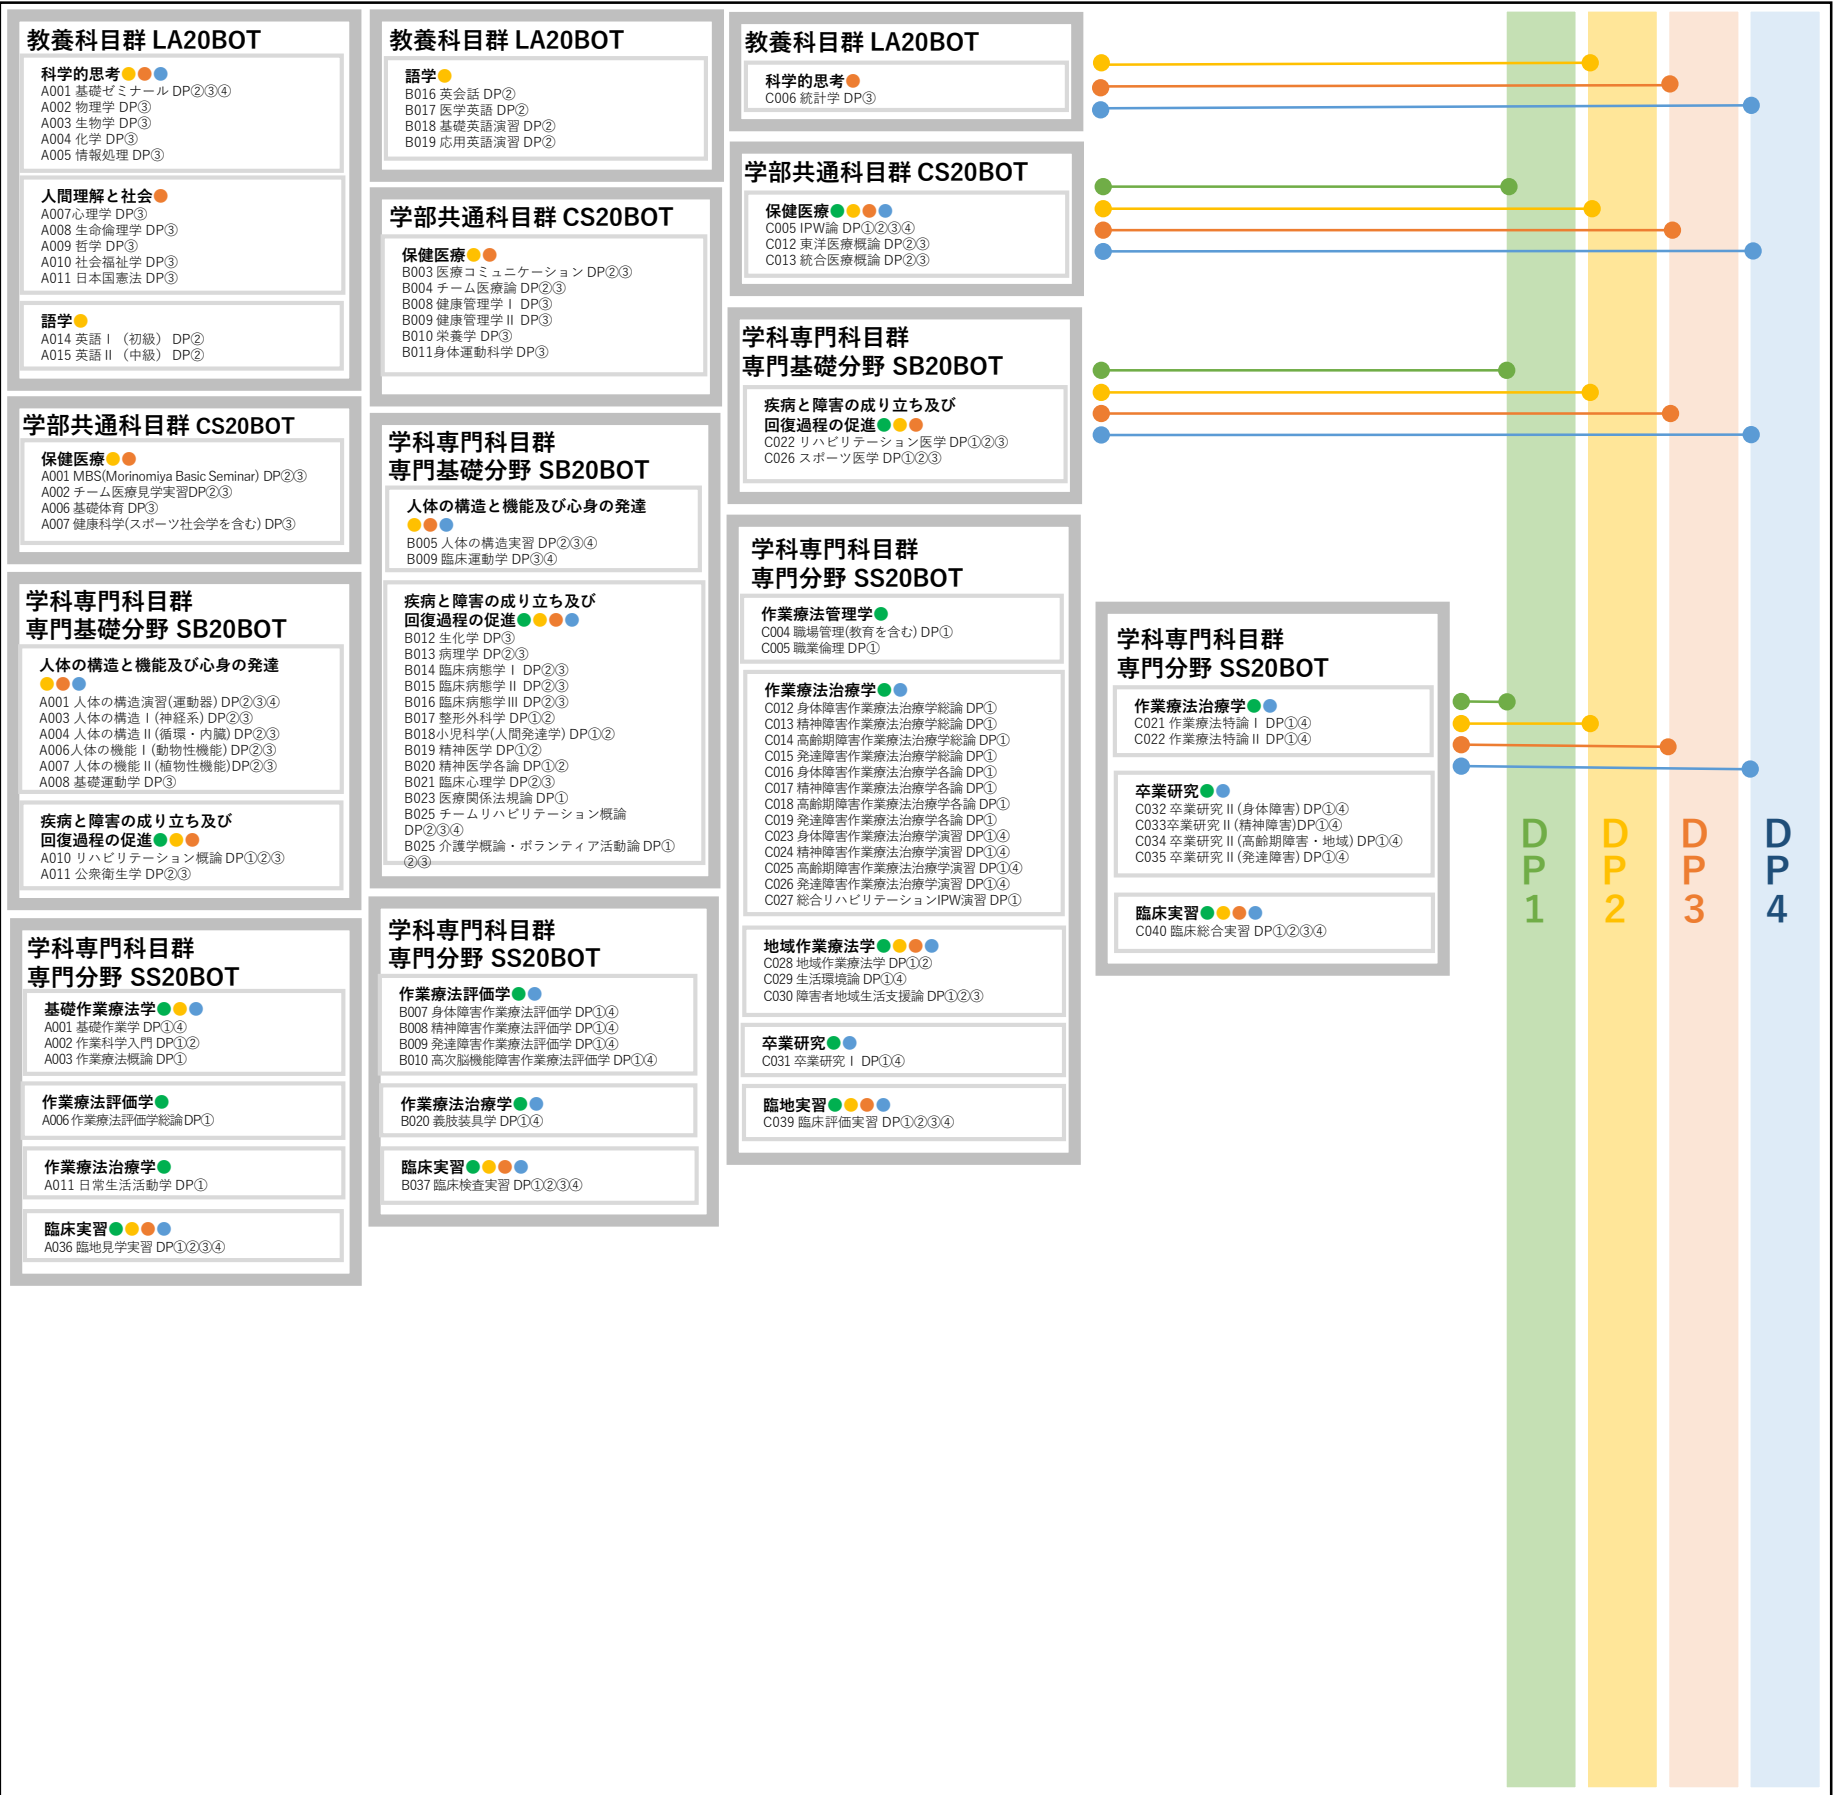 教養科目群 LA20BOT
科学的思考
A001 基礎ゼミナール DP②③④
A002 物理学 DP③
A003 生物学 DP③
A004 化学 DP③
A005 情報処理 DP③
人間理解と社会
A007心理学 DP③
A008 生命倫理学 DP③
A009 哲学 DP③
A010 社会福祉学 DP③
A011 日本国憲法 DP③
語学
A014 英語Ⅰ（初級） DP②
A015 英語Ⅱ（中級） DP②
学部共通科目群 CS20BOT
保健医療
A001 MBS(Morinomiya Basic Seminar) DP②③
A002 チーム医療見学実習DP②③
A006 基礎体育 DP③
A007 健康科学(スポーツ社会学を含む) DP③
学科専門科目群
専門基礎分野 SB20BOT
人体の構造と機能及び心身の発達
A001 人体の構造演習(運動器) DP②③④
A003 人体の構造Ⅰ(神経系) DP②③
A004 人体の構造Ⅱ(循環・内臓) DP②③
A006人体の機能Ⅰ(動物性機能) DP②③
A007 人体の機能Ⅱ(植物性機能)DP②③
A008 基礎運動学 DP③
疾病と障害の成り立ち及び
回復過程の促進
A010 リハビリテーション概論 DP①②③
A011 公衆衛生学 DP②③
学科専門科目群
専門分野 SS20BOT
基礎作業療法学
A001 基礎作業学 DP①④
A002 作業科学入門 DP①②
A003 作業療法概論 DP①
作業療法評価学
A006 作業療法評価学総論DP①
作業療法治療学
A011 日常生活活動学 DP①
臨床実習
A036 臨地見学実習 DP①②③④
教養科目群 LA20BOT
語学
B016 英会話 DP②
B017 医学英語 DP②
B018 基礎英語演習 DP②
B019 応用英語演習 DP②
学部共通科目群 CS20BOT
保健医療
B003 医療コミュニケーション DP②③
B004 チーム医療論 DP②③
B008 健康管理学Ⅰ DP③
B009 健康管理学Ⅱ DP③
B010 栄養学 DP③
B011身体運動科学 DP③
学科専門科目群
専門基礎分野 SB20BOT
人体の構造と機能及び心身の発達
B005 人体の構造実習 DP②③④
B009 臨床運動学 DP③④
疾病と障害の成り立ち及び
回復過程の促進
B012 生化学 DP③
B013 病理学 DP②③
B014 臨床病態学Ⅰ DP②③
B015 臨床病態学Ⅱ DP②③
B016 臨床病態学Ⅲ DP②③
B017 整形外科学 DP①②
B018小児科学(人間発達学) DP①②
B019 精神医学 DP①②
B020 精神医学各論 DP①②
B021 臨床心理学 DP②③
B023 医療関係法規論 DP①
B025 チームリハビリテーション概論
DP②③④
B025 介護学概論・ボランティア活動論 DP①
②③
学科専門科目群
専門分野 SS20BOT
作業療法評価学
B007 身体障害作業療法評価学 DP①④
B008 精神障害作業療法評価学 DP①④
B009 発達障害作業療法評価学 DP①④
B010 高次脳機能障害作業療法評価学 DP①④
作業療法治療学
B020 義肢装具学 DP①④
臨床実習
B037 臨床検査実習 DP①②③④
教養科目群 LA20BOT
科学的思考
C006 統計学 DP③
学部共通科目群 CS20BOT
保健医療
C005 IPW論 DP①②③④
C012 東洋医療概論 DP②③
C013 統合医療概論 DP②③
学科専門科目群
専門基礎分野 SB20BOT
疾病と障害の成り立ち及び
回復過程の促進
C022 リハビリテーション医学 DP①②③
C026 スポーツ医学 DP①②③
学科専門科目群
専門分野 SS20BOT
作業療法管理学
C004 職場管理(教育を含む) DP①
C005 職業倫理 DP①
作業療法治療学
C012 身体障害作業療法治療学総論 DP①
C013 精神障害作業療法治療学総論 DP①
C014 高齢期障害作業療法治療学総論 DP①
C015 発達障害作業療法治療学総論 DP①
C016 身体障害作業療法治療学各論 DP①
C017 精神障害作業療法治療学各論 DP①
C018 高齢期障害作業療法治療学各論 DP①
C019 発達障害作業療法治療学各論 DP①
C023 身体障害作業療法治療学演習 DP①④
C024 精神障害作業療法治療学演習 DP①④
C025 高齢期障害作業療法治療学演習 DP①④
C026 発達障害作業療法治療学演習 DP①④
C027 総合リハビリテーションIPW演習 DP①
地域作業療法学
C028 地域作業療法学 DP①②
C029 生活環境論 DP①④
C030 障害者地域生活支援論 DP①②③
卒業研究
C031 卒業研究Ⅰ DP①④
臨地実習
C039 臨床評価実習 DP①②③④
学科専門科目群
専門分野 SS20BOT
作業療法治療学
C021 作業療法特論Ⅰ DP①④
C022 作業療法特論Ⅱ DP①④
卒業研究
C032 卒業研究Ⅱ(身体障害) DP①④
C033卒業研究Ⅱ(精神障害)DP①④
C034 卒業研究Ⅱ(高齢期障害・地域) DP①④
C035 卒業研究Ⅱ(発達障害) DP①④
臨床実習
C040 臨床総合実習 DP①②③④
DP1
DP2
DP3
DP4